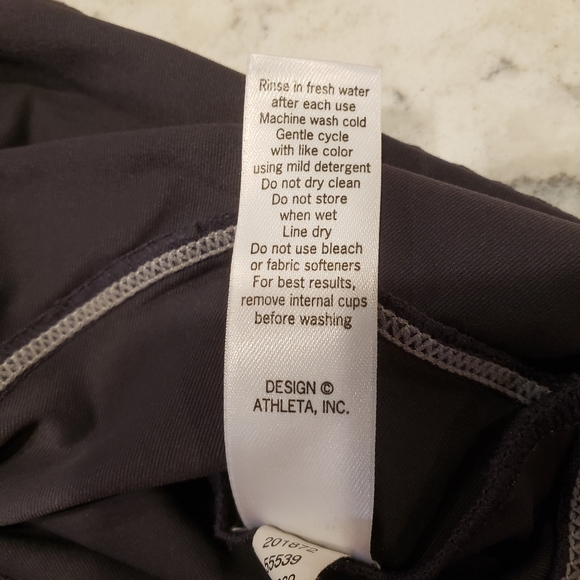 Rinse in fresh water
after each use
Machine wash cold
Gentle cycle
with like color
using mild detergent
Do not dry clean
Do not store
when wet
Line dry
Do not use bleach
or fabric softeners
For best results,
remove internal cups
before washing
DESIGN ©
ATHLETA, INC.
201872
55539